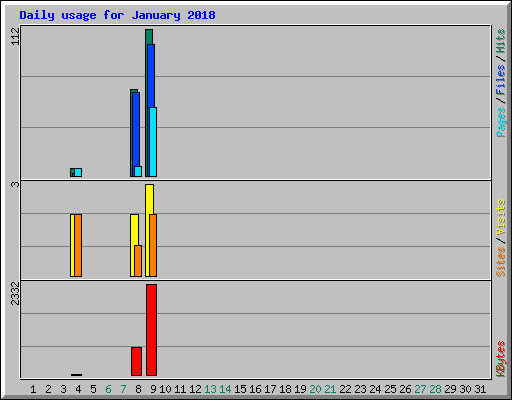 Daily usage for January 2018
112
Pages/Files/Hits
3
Sites/Visits
2332
KBytes
1 2 3 4 5 6 7 8 9 10 11 12 13 14 15 16 17 18 19 20 21 22 23 24 25 26 27 28 29 30 31